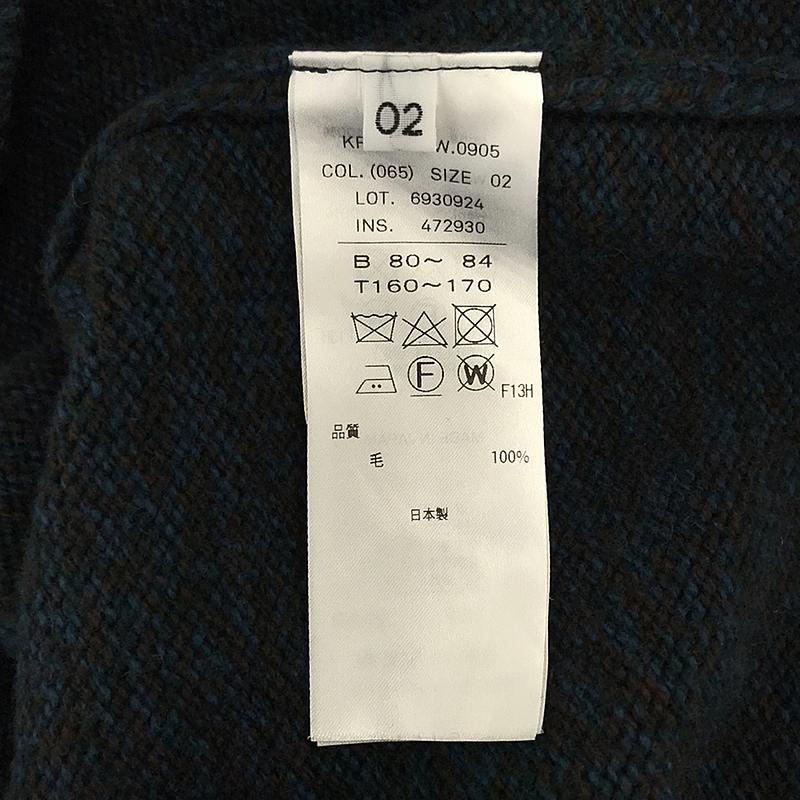 02
W.0905
COL. (065) SIZE 02
LOT. 6930924
INS. 472930
B 80～ 84
T160～170
F W F13H
品質
毛 100%
日本製